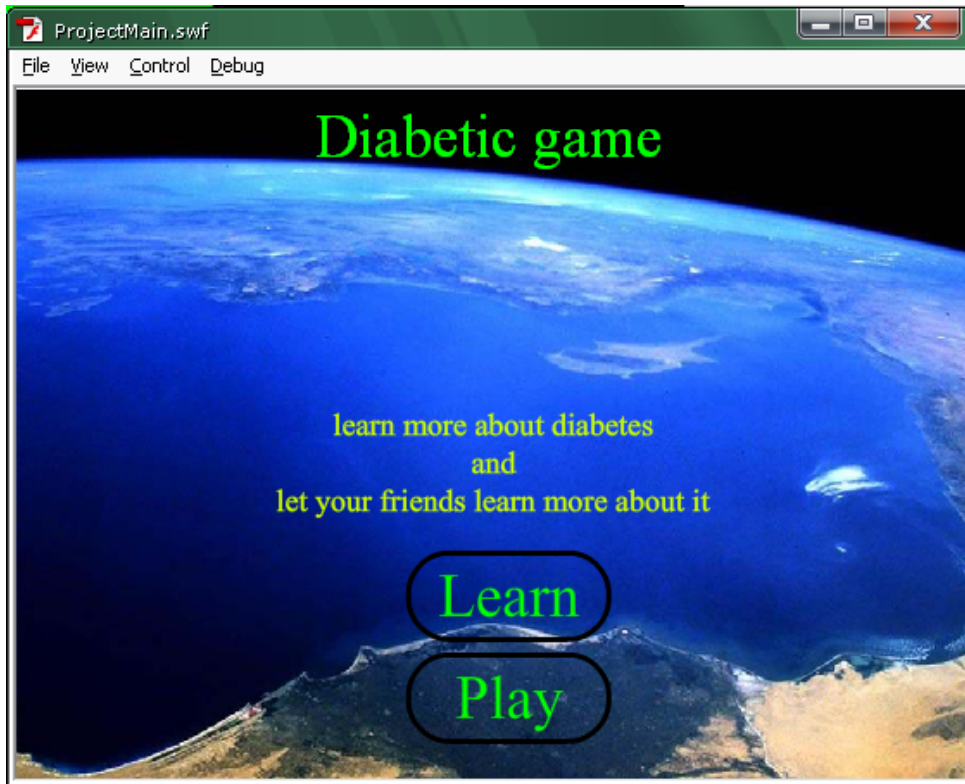 ProjectMain.swf
File View Control Debug
Diabetic game
learn more about diabetes
and
let your friends learn more about it
Learn
Play